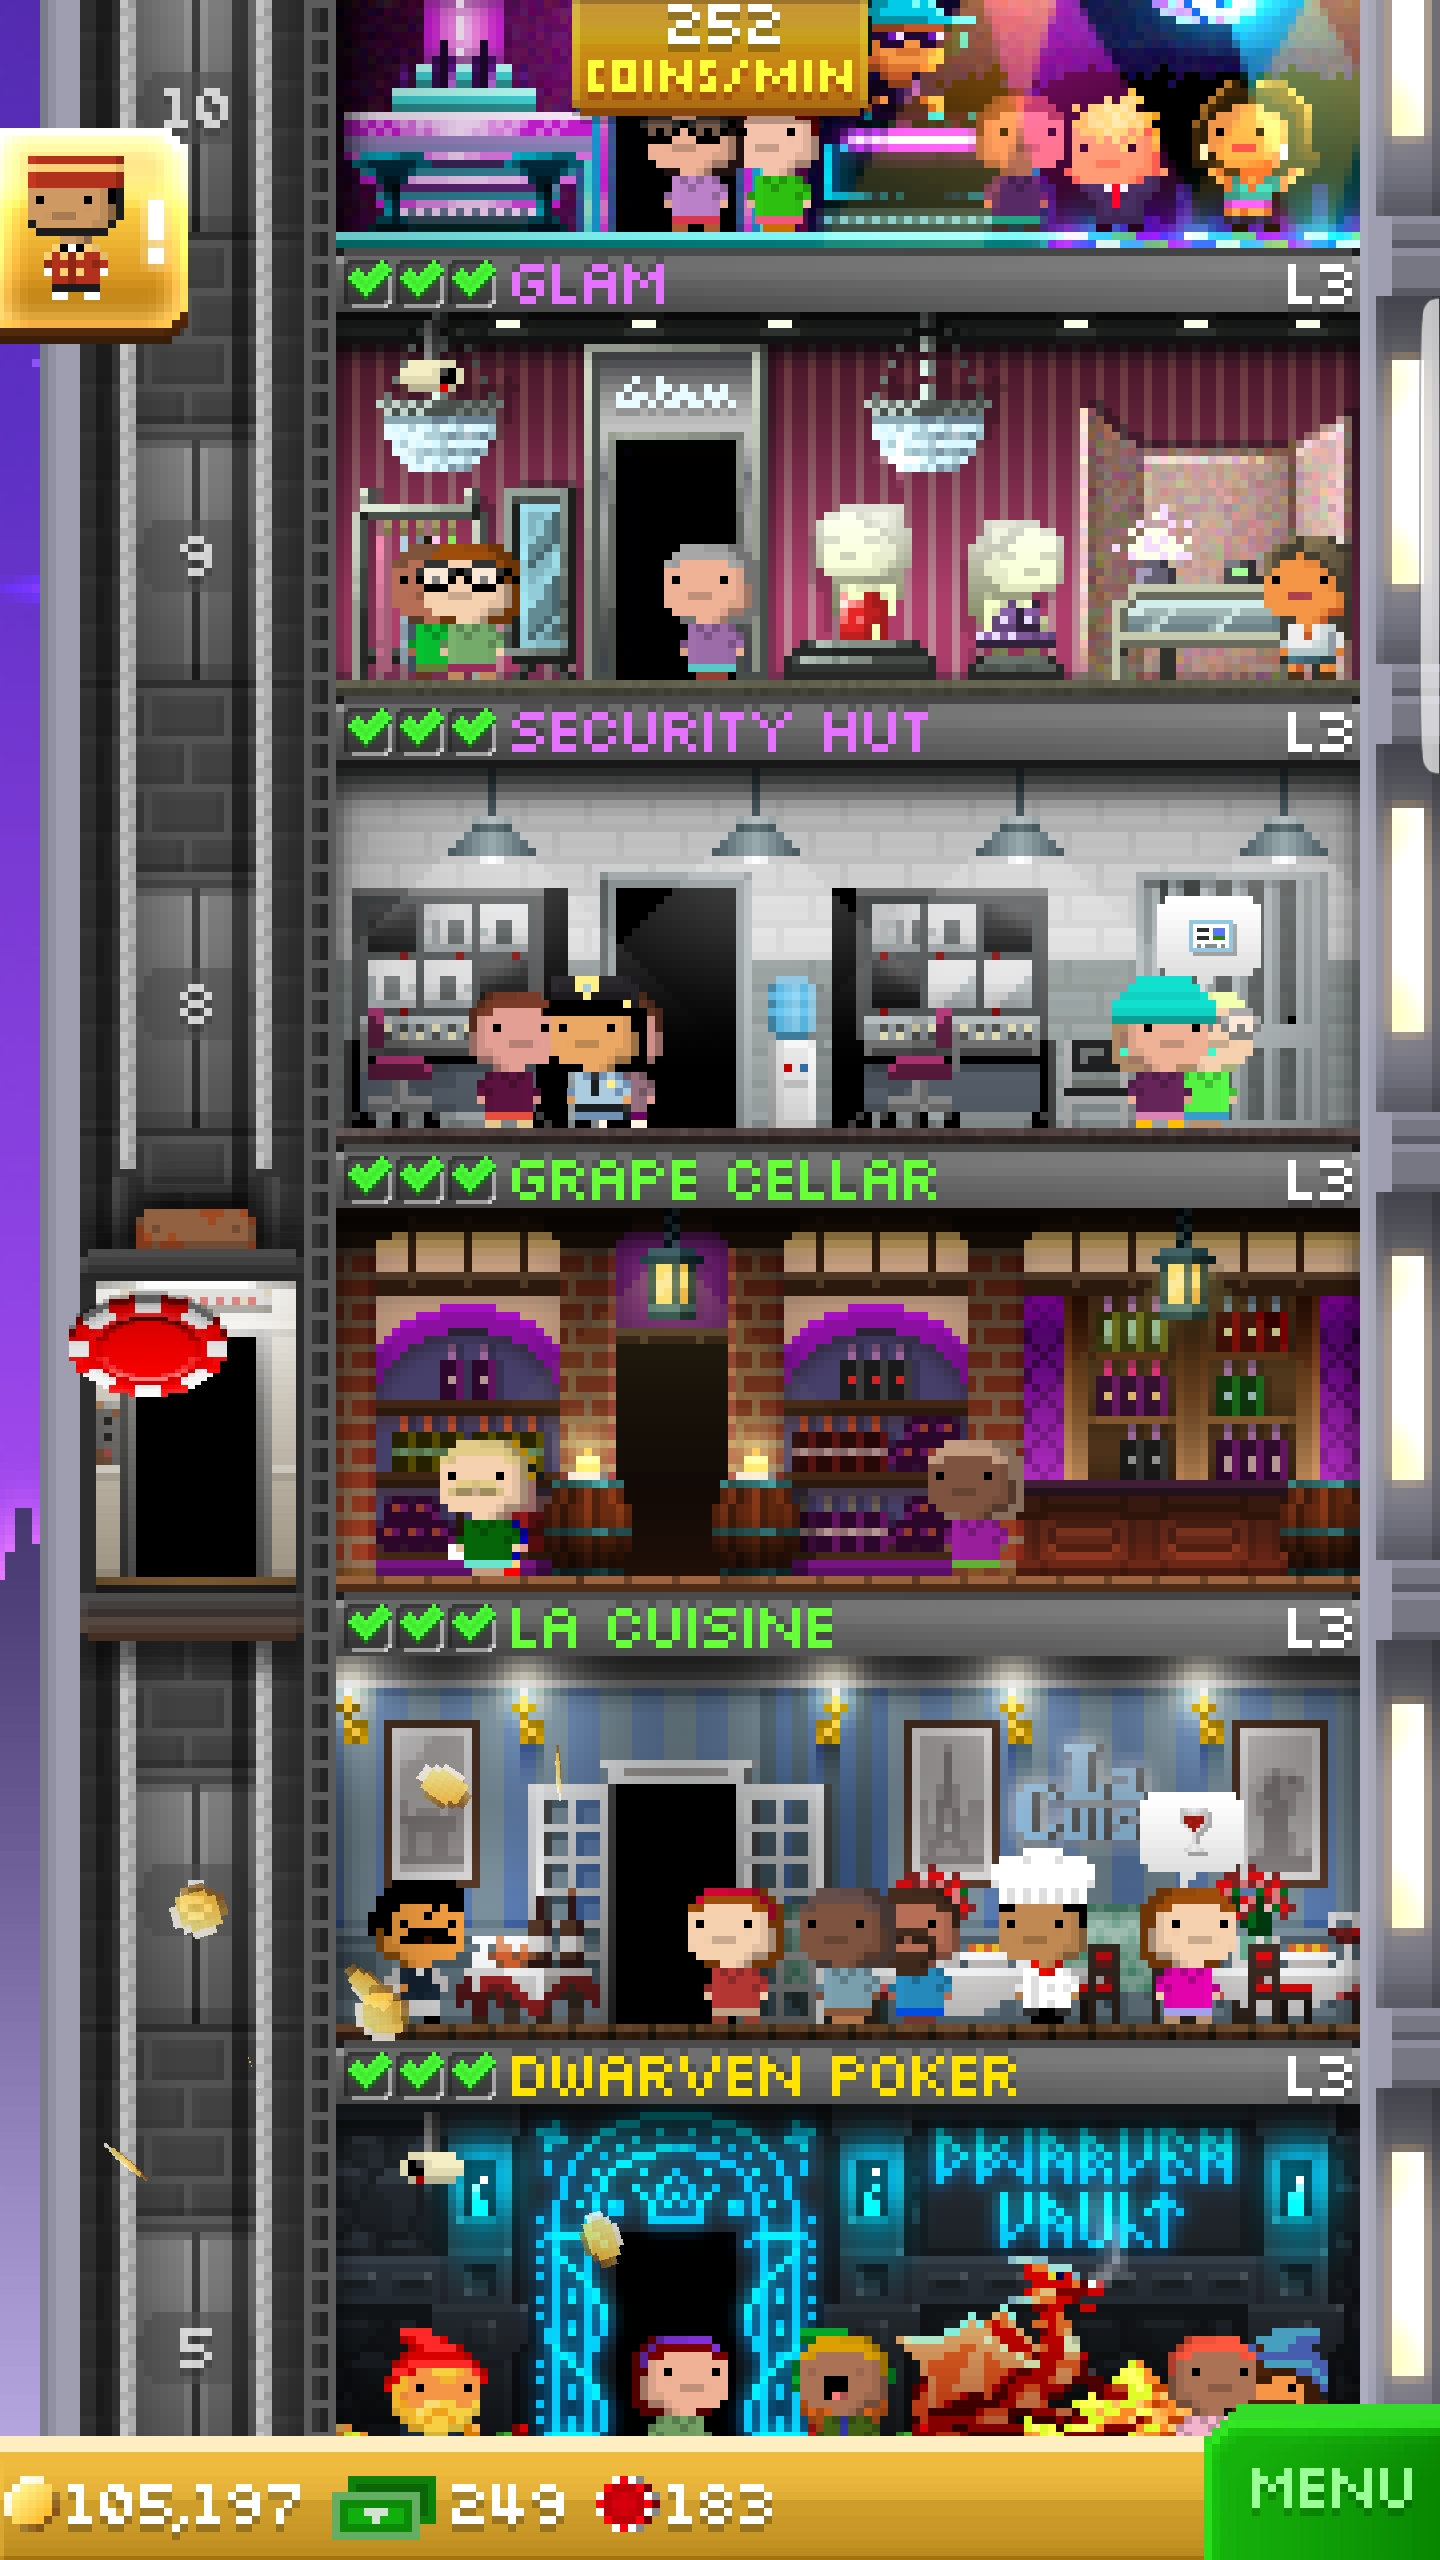 252
COINS/MIN
10
!
GLAM L3
Glam
9
SECURITY HUT L3
8
GRAPE CELLAR L3
LA CUISINE L3
La
DWARVEN POKER L3
DWARVEN
VAULT
5
105,197 249 183 MENU